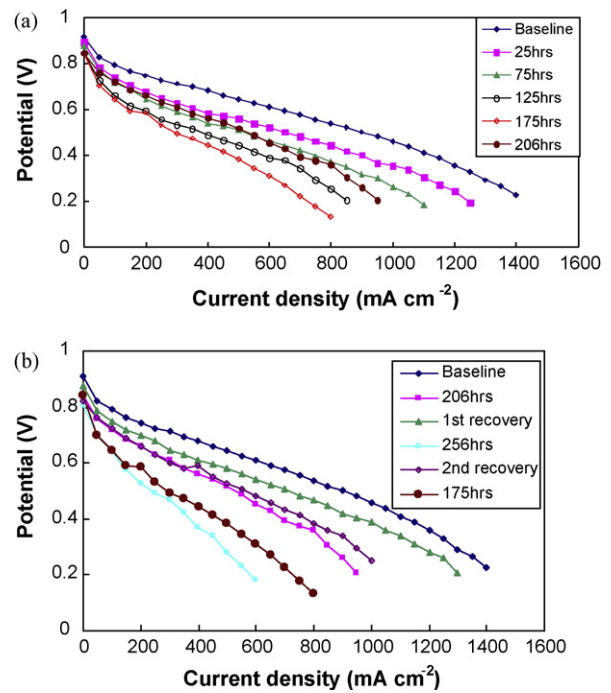 (a)
1
0.8
0.6
0.4
0.2
0
Potential (V)
Baseline
25hrs
75hrs
125hrs
175hrs
206hrs
0 200 400 600 800 1000 1200 1400 1600
Current density (mA cm⁻²)
(b)
1
0.8
0.6
0.4
0.2
0
Potential (V)
Baseline
206hrs
1st recovery
256hrs
2nd recovery
175hrs
0 200 400 600 800 1000 1200 1400 1600
Current density (mA cm⁻²)